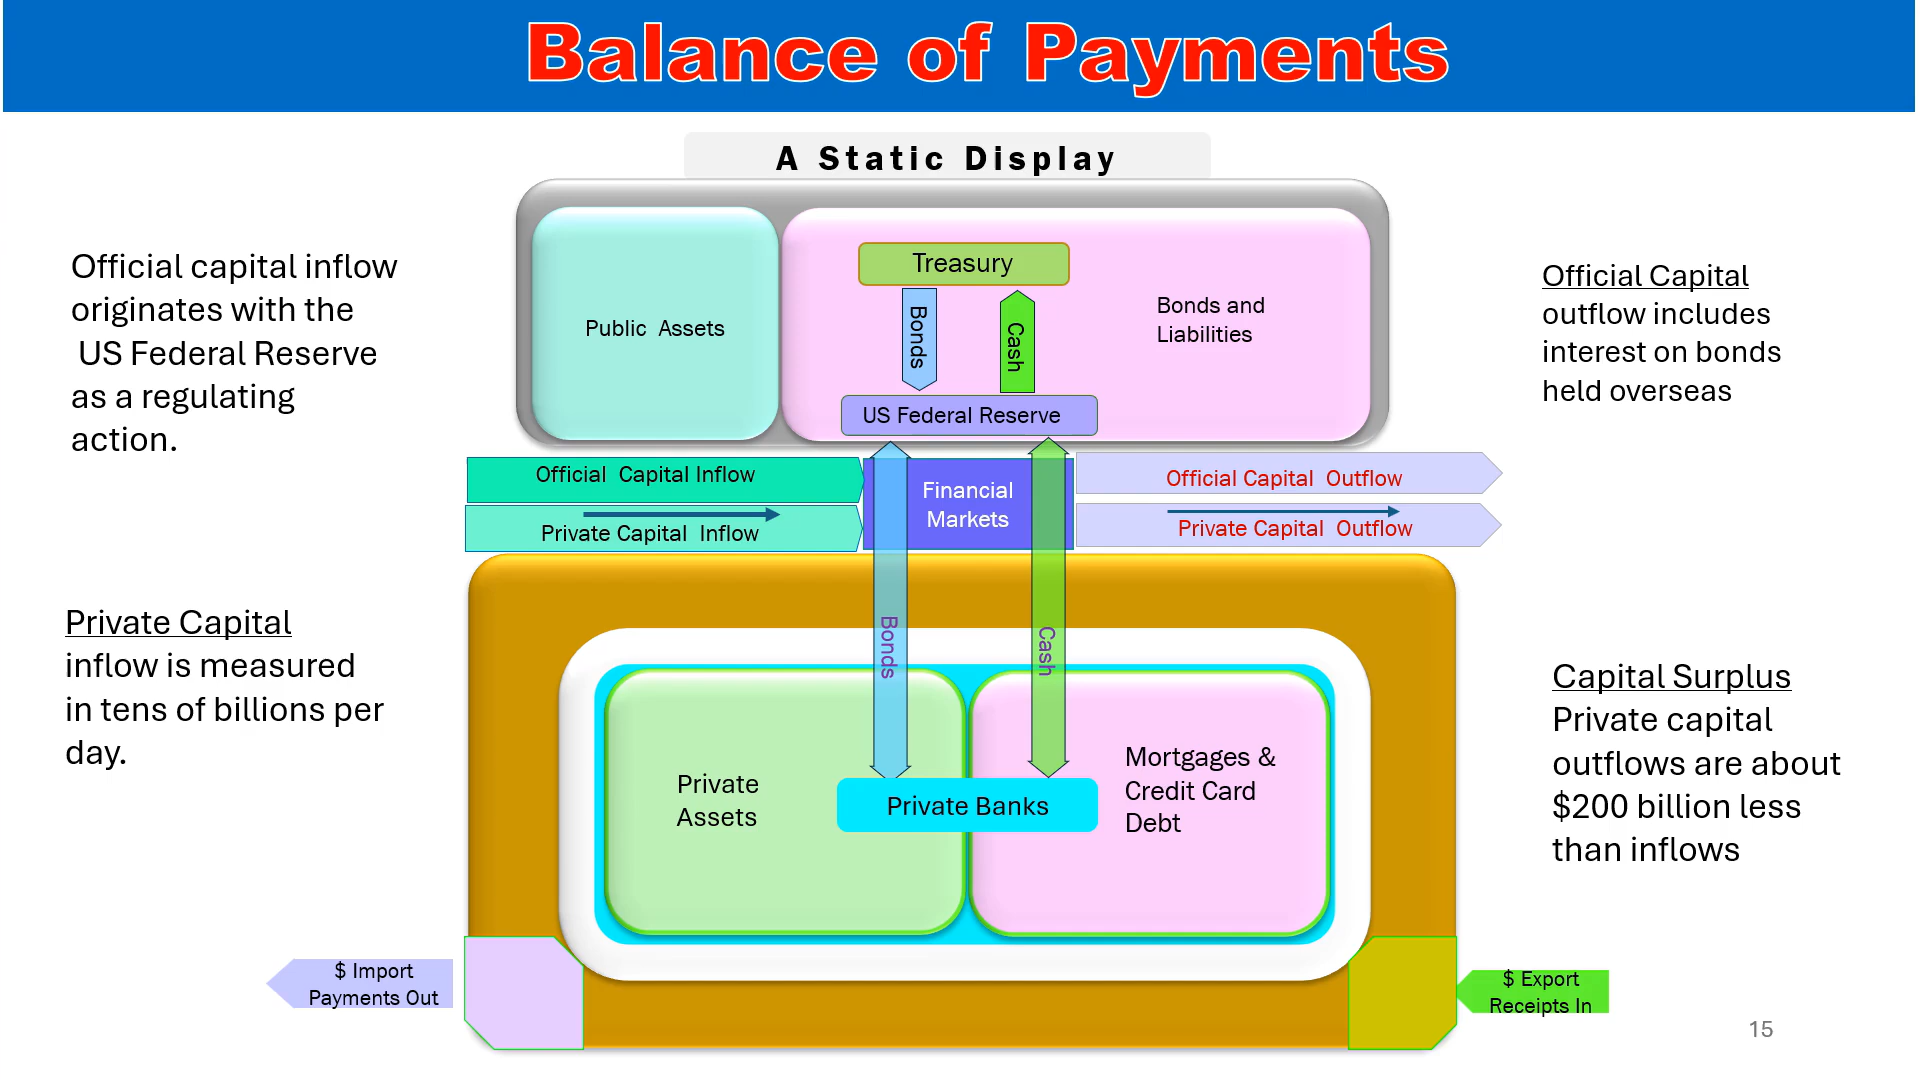 Balance of Payments
A Static Display
Official capital inflow
originates with the
US Federal Reserve
as a regulating
action.
Public Assets
Treasury
Bonds
Cash
Bonds and
Liabilities
US Federal Reserve
Official Capital
outflow includes
interest on bonds
held overseas
Official Capital Inflow
Private Capital Inflow
Financial
Markets
Official Capital Outflow
Private Capital Outflow
Private Capital
inflow is measured
in tens of billions per
day.
Bonds
Cash
Private
Assets
Private Banks
Mortgages &
Credit Card
Debt
Capital Surplus
Private capital
outflows are about
$200 billion less
than inflows
$ Import
Payments Out
$ Export
Receipts In
15